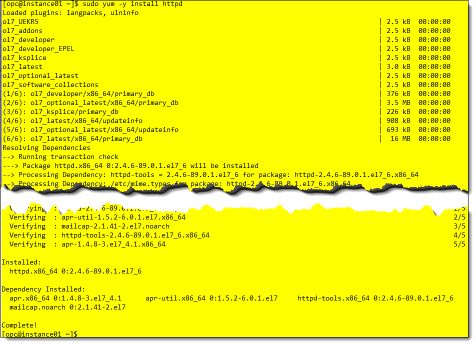 [opc@instance01 ~]$ sudo yum -y install httpd
Loaded plugins: langpacks, ulninfo
ol7_UEKR5 | 2.5 kB 00:00:00
ol7_addons | 2.5 kB 00:00:00
ol7_developer | 2.5 kB 00:00:00
ol7_developer_EPEL | 2.5 kB 00:00:00
ol7_ksplice | 2.5 kB 00:00:00
ol7_latest | 3.0 kB 00:00:00
ol7_optional_latest | 2.5 kB 00:00:00
ol7_software_collections | 2.5 kB 00:00:00
(1/6): ol7_developer/x86_64/primary_db | 376 kB 00:00:00
(2/6): ol7_optional_latest/x86_64/primary_db | 3.5 MB 00:00:00
(3/6): ol7_ksplice/primary_db | 226 kB 00:00:00
(4/6): ol7_latest/x86_64/updateinfo | 908 kB 00:00:00
(5/6): ol7_optional_latest/x86_64/updateinfo | 693 kB 00:00:00
(6/6): ol7_latest/x86_64/primary_db | 16 MB 00:00:00
Resolving Dependencies
--> Running transaction check
---> Package httpd.x86_64 0:2.4.6-89.0.1.el7_6 will be installed
--> Processing Dependency: httpd-tools = 2.4.6-89.0.1.el7_6 for package: httpd-2.4.6-89.0.1.el7_6.x86_64
--> Processing Dependency: /etc/mime.types for package: httpd-2.4.6-89.0.1.el7_6.x86_64
Verifying : apr-util-1.5.2-6.0.1.el7.x86_64 2/5
Verifying : mailcap-2.1.41-2.el7.noarch 3/5
Verifying : httpd-tools-2.4.6-89.0.1.el7_6.x86_64 4/5
Verifying : apr-1.4.8-3.el7_4.1.x86_64 5/5
Installed:
httpd.x86_64 0:2.4.6-89.0.1.el7_6
Dependency Installed:
apr.x86_64 0:1.4.8-3.el7_4.1 apr-util.x86_64 0:1.5.2-6.0.1.el7 httpd-tools.x86_64 0:2.4.6-89.0.1.el7_6
mailcap.noarch 0:2.1.41-2.el7
Complete!
[opc@instance01 ~]$